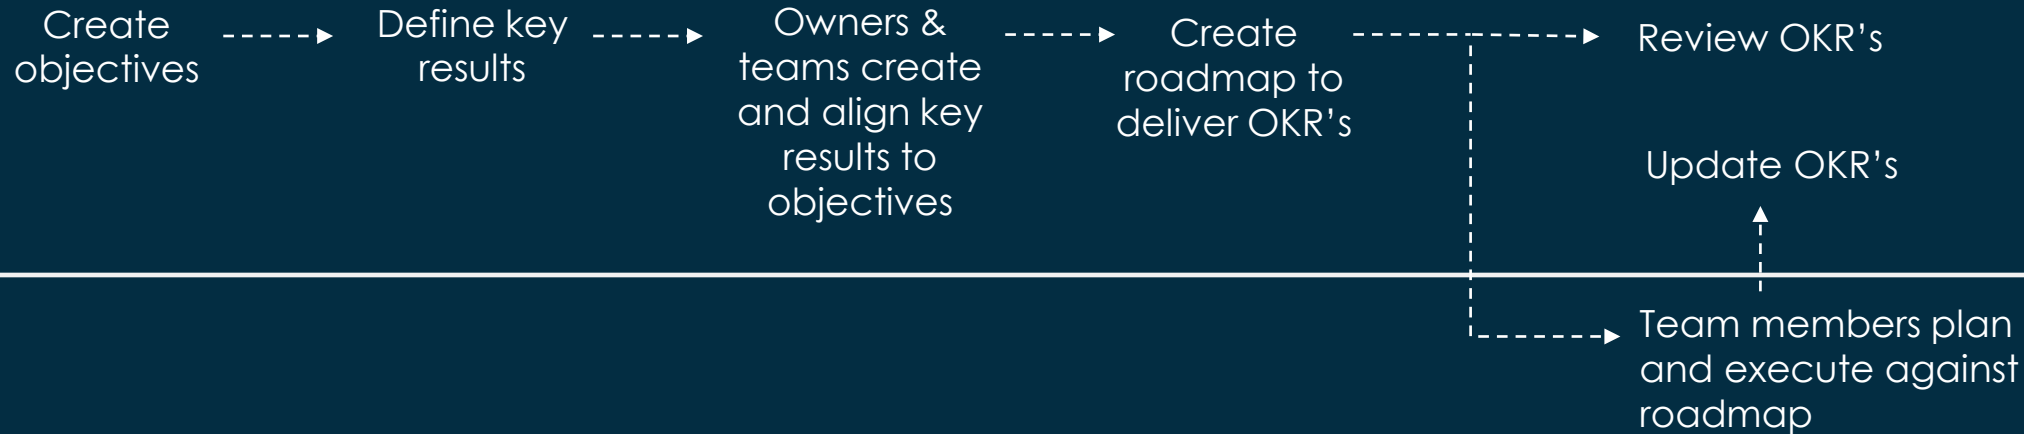 Create
objectives
Define key
results
Owners &
teams create
and align key
results to
objectives
Create
roadmap to
deliver OKR’s
Review OKR’s
Update OKR’s
Team members plan
and execute against
roadmap